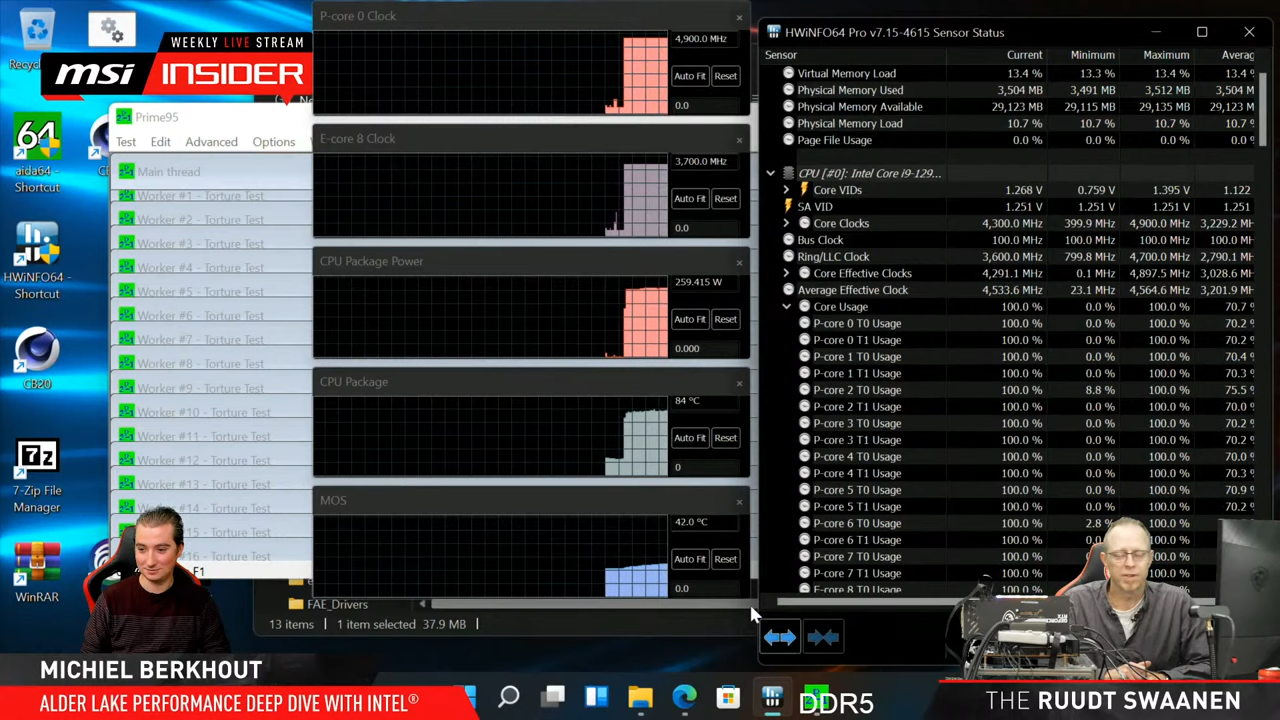 WEEKLY LIVE STREAM
msi INSIDER
aida64 -
Shortcut
HWiNFO64 -
Shortcut
CB20
7-Zip File
Manager
WinRAR
Prime95
Test Edit Advanced Options
Main thread
Worker #1 - Torture Test
Worker #2 - Torture Test
Worker #3 - Torture Test
Worker #4 - Torture Test
Worker #5 - Torture Test
Worker #6 - Torture Test
Worker #7 - Torture Test
Worker #8 - Torture Test
Worker #9 - Torture Test
Worker #10 - Torture Test
Worker #11 - Torture Test
Worker #12 - Torture Test
Worker #13 - Torture Test
#14 - Torture Test
#15 - Torture Test
#16 - Torture Test
F1
P-core 0 Clock
4,900.0 MHz
Auto Fit Reset
0.0
E-core 8 Clock
3,700.0 MHz
Auto Fit Reset
0.0
CPU Package Power
259.415 W
Auto Fit Reset
0.000
CPU Package
84 °C
Auto Fit Reset
0
MOS
42.0 °C
Auto Fit Reset
0.0
FAE_Drivers
13 items 1 item selected 37.9 MB
HWiNFO64 Pro v7.15-4615 Sensor Status
Sensor Current Minimum Maximum Averag
Virtual Memory Load 13.4 % 13.3 % 13.4 % 13.4 %
Physical Memory Used 3,504 MB 3,491 MB 3,512 MB 3,504 M
Physical Memory Available 29,123 MB 29,115 MB 29,135 MB 29,123 M
Physical Memory Load 10.7 % 10.7 % 10.7 % 10.7 %
Page File Usage 0.0 % 0.0 % 0.0 % 0.0 %
CPU [#0]: Intel Core i9-129...
Core VIDs 1.268 V 0.759 V 1.395 V 1.122
SA VID 1.251 V 1.251 V 1.251 V 1.251
Core Clocks 4,300.0 MHz 399.9 MHz 4,900.0 MHz 3,229.2 m
Bus Clock 100.0 MHz 100.0 MHz 100.0 MHz 100.0 m
Ring/LLC Clock 3,600.0 MHz 799.8 MHz 4,700.0 MHz 2,790.1 m
Core Effective Clocks 4,291.1 MHz 0.1 MHz 4,897.5 MHz 3,028.6 m
Average Effective Clock 4,533.6 MHz 23.1 MHz 4,564.6 MHz 3,201.9 m
Core Usage 100.0 % 0.0 % 100.0 % 70.7 %
P-core 0 T0 Usage 100.0 % 0.0 % 100.0 % 70.2 %
P-core 0 T1 Usage 100.0 % 0.0 % 100.0 % 70.2 %
P-core 1 T0 Usage 100.0 % 0.0 % 100.0 % 70.4 %
P-core 1 T1 Usage 100.0 % 0.0 % 100.0 % 70.3 %
P-core 2 T0 Usage 100.0 % 8.8 % 100.0 % 75.5 %
P-core 2 T1 Usage 100.0 % 0.0 % 100.0 % 70.0 %
P-core 3 T0 Usage 100.0 % 0.0 % 100.0 % 70.2 %
P-core 3 T1 Usage 100.0 % 0.0 % 100.0 % 70.2 %
P-core 4 T0 Usage 100.0 % 0.0 % 100.0 % 70.2 %
P-core 4 T1 Usage 100.0 % 0.0 % 100.0 % 70.3 %
P-core 5 T0 Usage 100.0 % 0.0 % 100.0 % 70.9 %
P-core 5 T1 Usage 100.0 % 0.0 % 100.0 % 70.2 %
P-core 6 T0 Usage 100.0 % 2.8 % 100.0 %
P-core 6 T1 Usage 100.0 %
P-core 7 T0 Usage 100.0 %
P-core 7 T1 Usage 100.0 %
E-core 8 T0 Usage 100.0 %
MICHIEL BERKHOUT
ALDER LAKE PERFORMANCE DEEP DIVE WITH INTEL®
DDR5
THE RUUDT SWAANEN